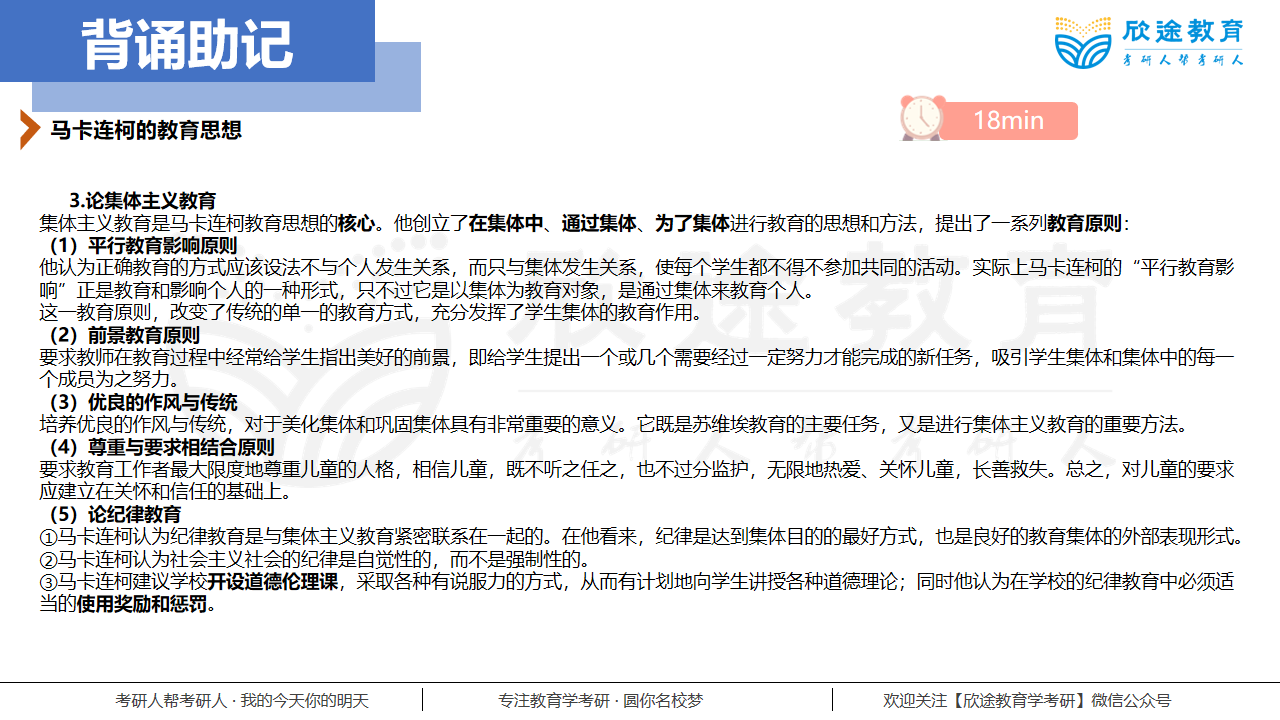 背诵助记
欣途教育
考研人帮考研人
马卡连柯的教育思想
18min
3.论集体主义教育
集体主义教育是马卡连柯教育思想的核心。他创立了在集体中、通过集体、为了集体进行教育的思想和方法，提出了一系列教育原则：
（1）平行教育影响原则
他认为正确教育的方式应该设法不与个人发生关系，而只与集体发生关系，使每个学生都不得不参加共同的活动。实际上马卡连柯的“平行教育影
响”正是教育和影响个人的一种形式，只不过它是以集体为教育对象，是通过集体来教育个人。
这一教育原则，改变了传统的单一的教育方式，充分发挥了学生集体的教育作用。
（2）前景教育原则
要求教师在教育过程中经常给学生指出美好的前景，即给学生提出一个或几个需要经过一定努力才能完成的新任务，吸引学生集体和集体中的每一
个成员为之努力。
（3）优良的作风与传统
培养优良的作风与传统，对于美化集体和巩固集体具有非常重要的意义。它既是苏维埃教育的主要任务，又是进行集体主义教育的重要方法。
（4）尊重与要求相结合原则
要求教育工作者最大限度地尊重儿童的人格，相信儿童，既不听之任之，也不过分监护，无限地热爱、关怀儿童，长善救失。总之，对儿童的要求
应建立在关怀和信任的基础上。
（5）论纪律教育
①马卡连柯认为纪律教育是与集体主义教育紧密联系在一起的。在他看来，纪律是达到集体目的的最好方式，也是良好的教育集体的外部表现形式。
②马卡连柯认为社会主义社会的纪律是自觉性的，而不是强制性的。
③马卡连柯建议学校开设道德伦理课，采取各种有说服力的方式，从而有计划地向学生讲授各种道德理论；同时他认为在学校的纪律教育中必须适
当的使用奖励和惩罚。
欣途教育
考研人帮考研人
考研人帮考研人 · 我的今天你的明天
专注教育学考研 · 圆你名校梦
欢迎关注【欣途教育学考研】微信公众号